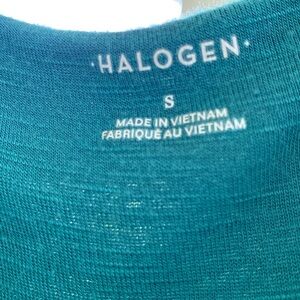 ·HALOGEN·
S
MADE IN VIETNAM
FABRIQUÉ AU VIETNAM